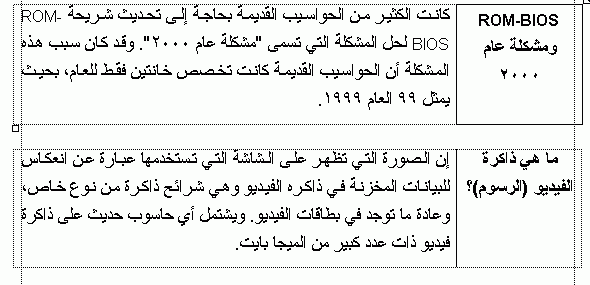 ROM-BIOS
ومشكلة عام
٢٠٠٠
كانت الكثير من الحواسيب القديمة بحاجة إلى تحديث شريحة ROM-
BIOS لحل المشكلة التي تسمى "مشكلة عام ٢٠٠٠". وقد كان سبب هذه
المشكلة أن الحواسيب القديمة كانت تخصص خانتين فقط للعام، بحيث
يمثل ٩٩ العام ١٩٩٩.
ما هي ذاكرة
الفيديو (الرسوم)؟
إن الصورة التي تظهر على الشاشة التي تستخدمها عبارة عن انعكاس
للبيانات المخزنة في ذاكره الفيديو وهي شرائح ذاكرة من نوع خاص،
وعادة ما توجد في بطاقات الفيديو. ويشتمل أي حاسوب حديث على ذاكرة
فيديو ذات عدد كبير من الميجا بايت.